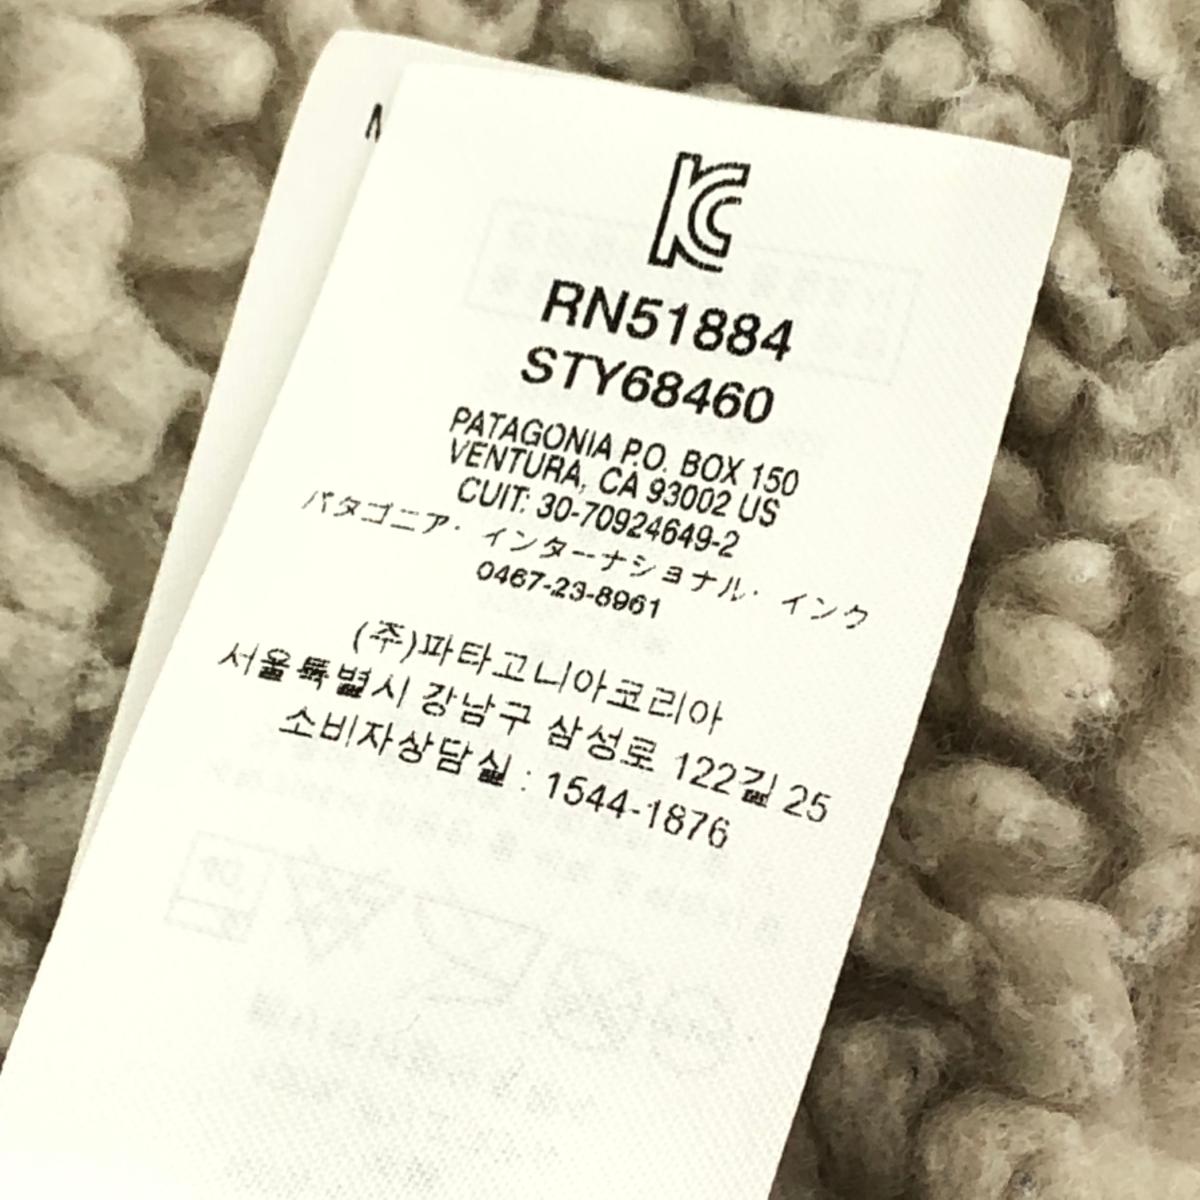 KC
RN51884
STY68460
PATAGONIA P.O. BOX 150
VENTURA, CA 93002 US
CUIT: 30-70924649-2
パタゴニア・インターナショナル・インク
0467-23-8961
(주)파타고니아코리아
서울특별시 강남구 삼성로 122길 25
소비자상담실 : 1544-1876